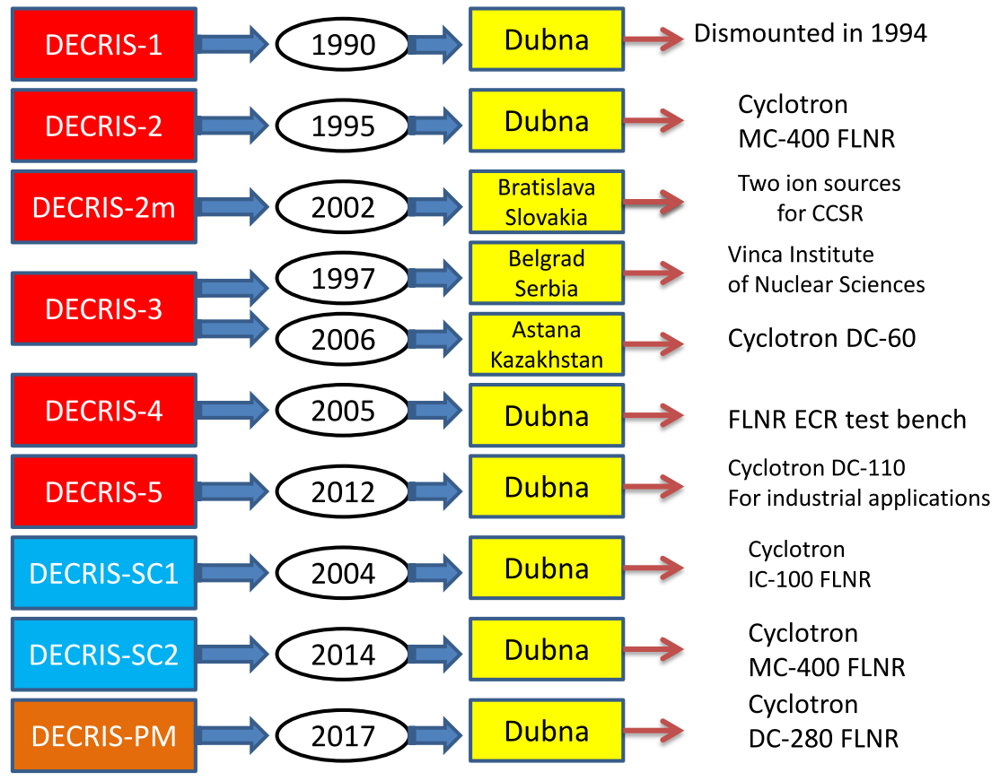 DECRIS-1
1990
Dubna
Dismounted in 1994
DECRIS-2
1995
Dubna
Cyclotron
MC-400 FLNR
DECRIS-2m
2002
Bratislava
Slovakia
Two ion sources
for CCSR
DECRIS-3
1997
Belgrad
Serbia
Vinca Institute
of Nuclear Sciences
2006
Astana
Kazakhstan
Cyclotron DC-60
DECRIS-4
2005
Dubna
FLNR ECR test bench
DECRIS-5
2012
Dubna
Cyclotron DC-110
For industrial applications
DECRIS-SC1
2004
Dubna
Cyclotron
IC-100 FLNR
DECRIS-SC2
2014
Dubna
Cyclotron
MC-400 FLNR
DECRIS-PM
2017
Dubna
Cyclotron
DC-280 FLNR